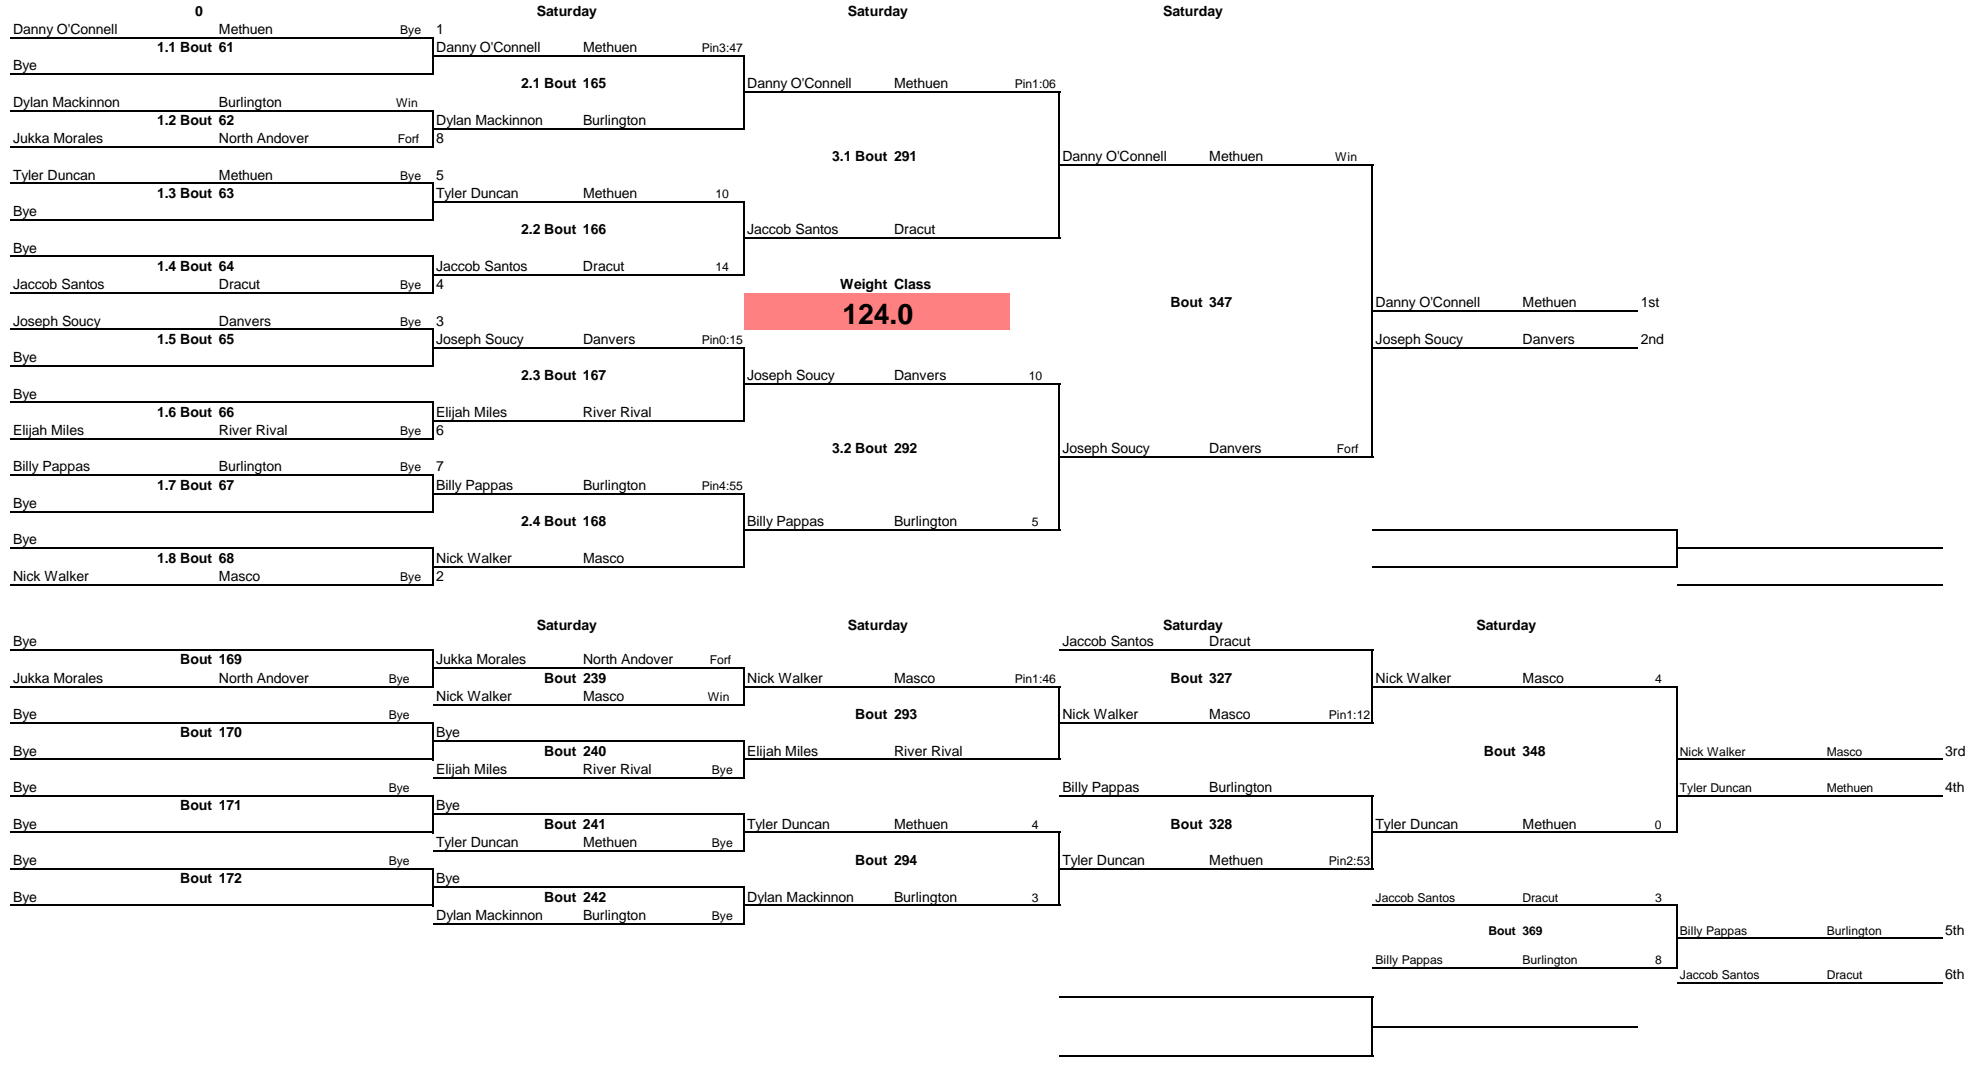 0 Saturday Saturday Saturday
Danny O'Connell Methuen Bye 1
1.1 Bout 61 Danny O'Connell Methuen Pin3:47
Bye
2.1 Bout 165 Danny O'Connell Methuen Pin1:06
Dylan Mackinnon Burlington Win
1.2 Bout 62 Dylan Mackinnon Burlington
Jukka Morales North Andover Forf 8
3.1 Bout 291 Danny O'Connell Methuen Win
Tyler Duncan Methuen Bye 5
1.3 Bout 63 Tyler Duncan Methuen 10
Bye
2.2 Bout 166 Jaccob Santos Dracut
Bye
1.4 Bout 64 Jaccob Santos Dracut 14
Jaccob Santos Dracut Bye 4 Weight Class
Bout 347 Danny O'Connell Methuen 1st
124.0
Joseph Soucy Danvers Bye 3
1.5 Bout 65 Joseph Soucy Danvers Pin0:15 Joseph Soucy Danvers 2nd
Bye
2.3 Bout 167 Joseph Soucy Danvers 10
Bye
1.6 Bout 66 Elijah Miles River Rival
Elijah Miles River Rival Bye 6
3.2 Bout 292 Joseph Soucy Danvers Forf
Billy Pappas Burlington Bye 7
1.7 Bout 67 Billy Pappas Burlington Pin4:55
Bye
2.4 Bout 168 Billy Pappas Burlington 5
Bye
1.8 Bout 68 Nick Walker Masco
Nick Walker Masco Bye 2
Saturday Saturday Saturday Saturday
Bye Jaccob Santos Dracut
Bout 169 Jukka Morales North Andover Forf
Jukka Morales North Andover Bye Bout 239 Nick Walker Masco Pin1:46 Bout 327 Nick Walker Masco 4
Nick Walker Masco Win
Bye Bye Bout 293 Nick Walker Masco Pin1:12
Bout 170 Bye
Bye Bout 240 Elijah Miles River Rival Bout 348 Nick Walker Masco 3rd
Elijah Miles River Rival Bye
Bye Bye Billy Pappas Burlington Tyler Duncan Methuen 4th
Bout 171 Bye
Bye Bout 241 Tyler Duncan Methuen 4 Bout 328 Tyler Duncan Methuen 0
Tyler Duncan Methuen Bye
Bye Bye Bout 294 Tyler Duncan Methuen Pin2:53
Bout 172 Bye
Bye Bout 242 Dylan Mackinnon Burlington 3 Jaccob Santos Dracut 3
Dylan Mackinnon Burlington Bye
Bout 369 Billy Pappas Burlington 5th
Billy Pappas Burlington 8
Jaccob Santos Dracut 6th